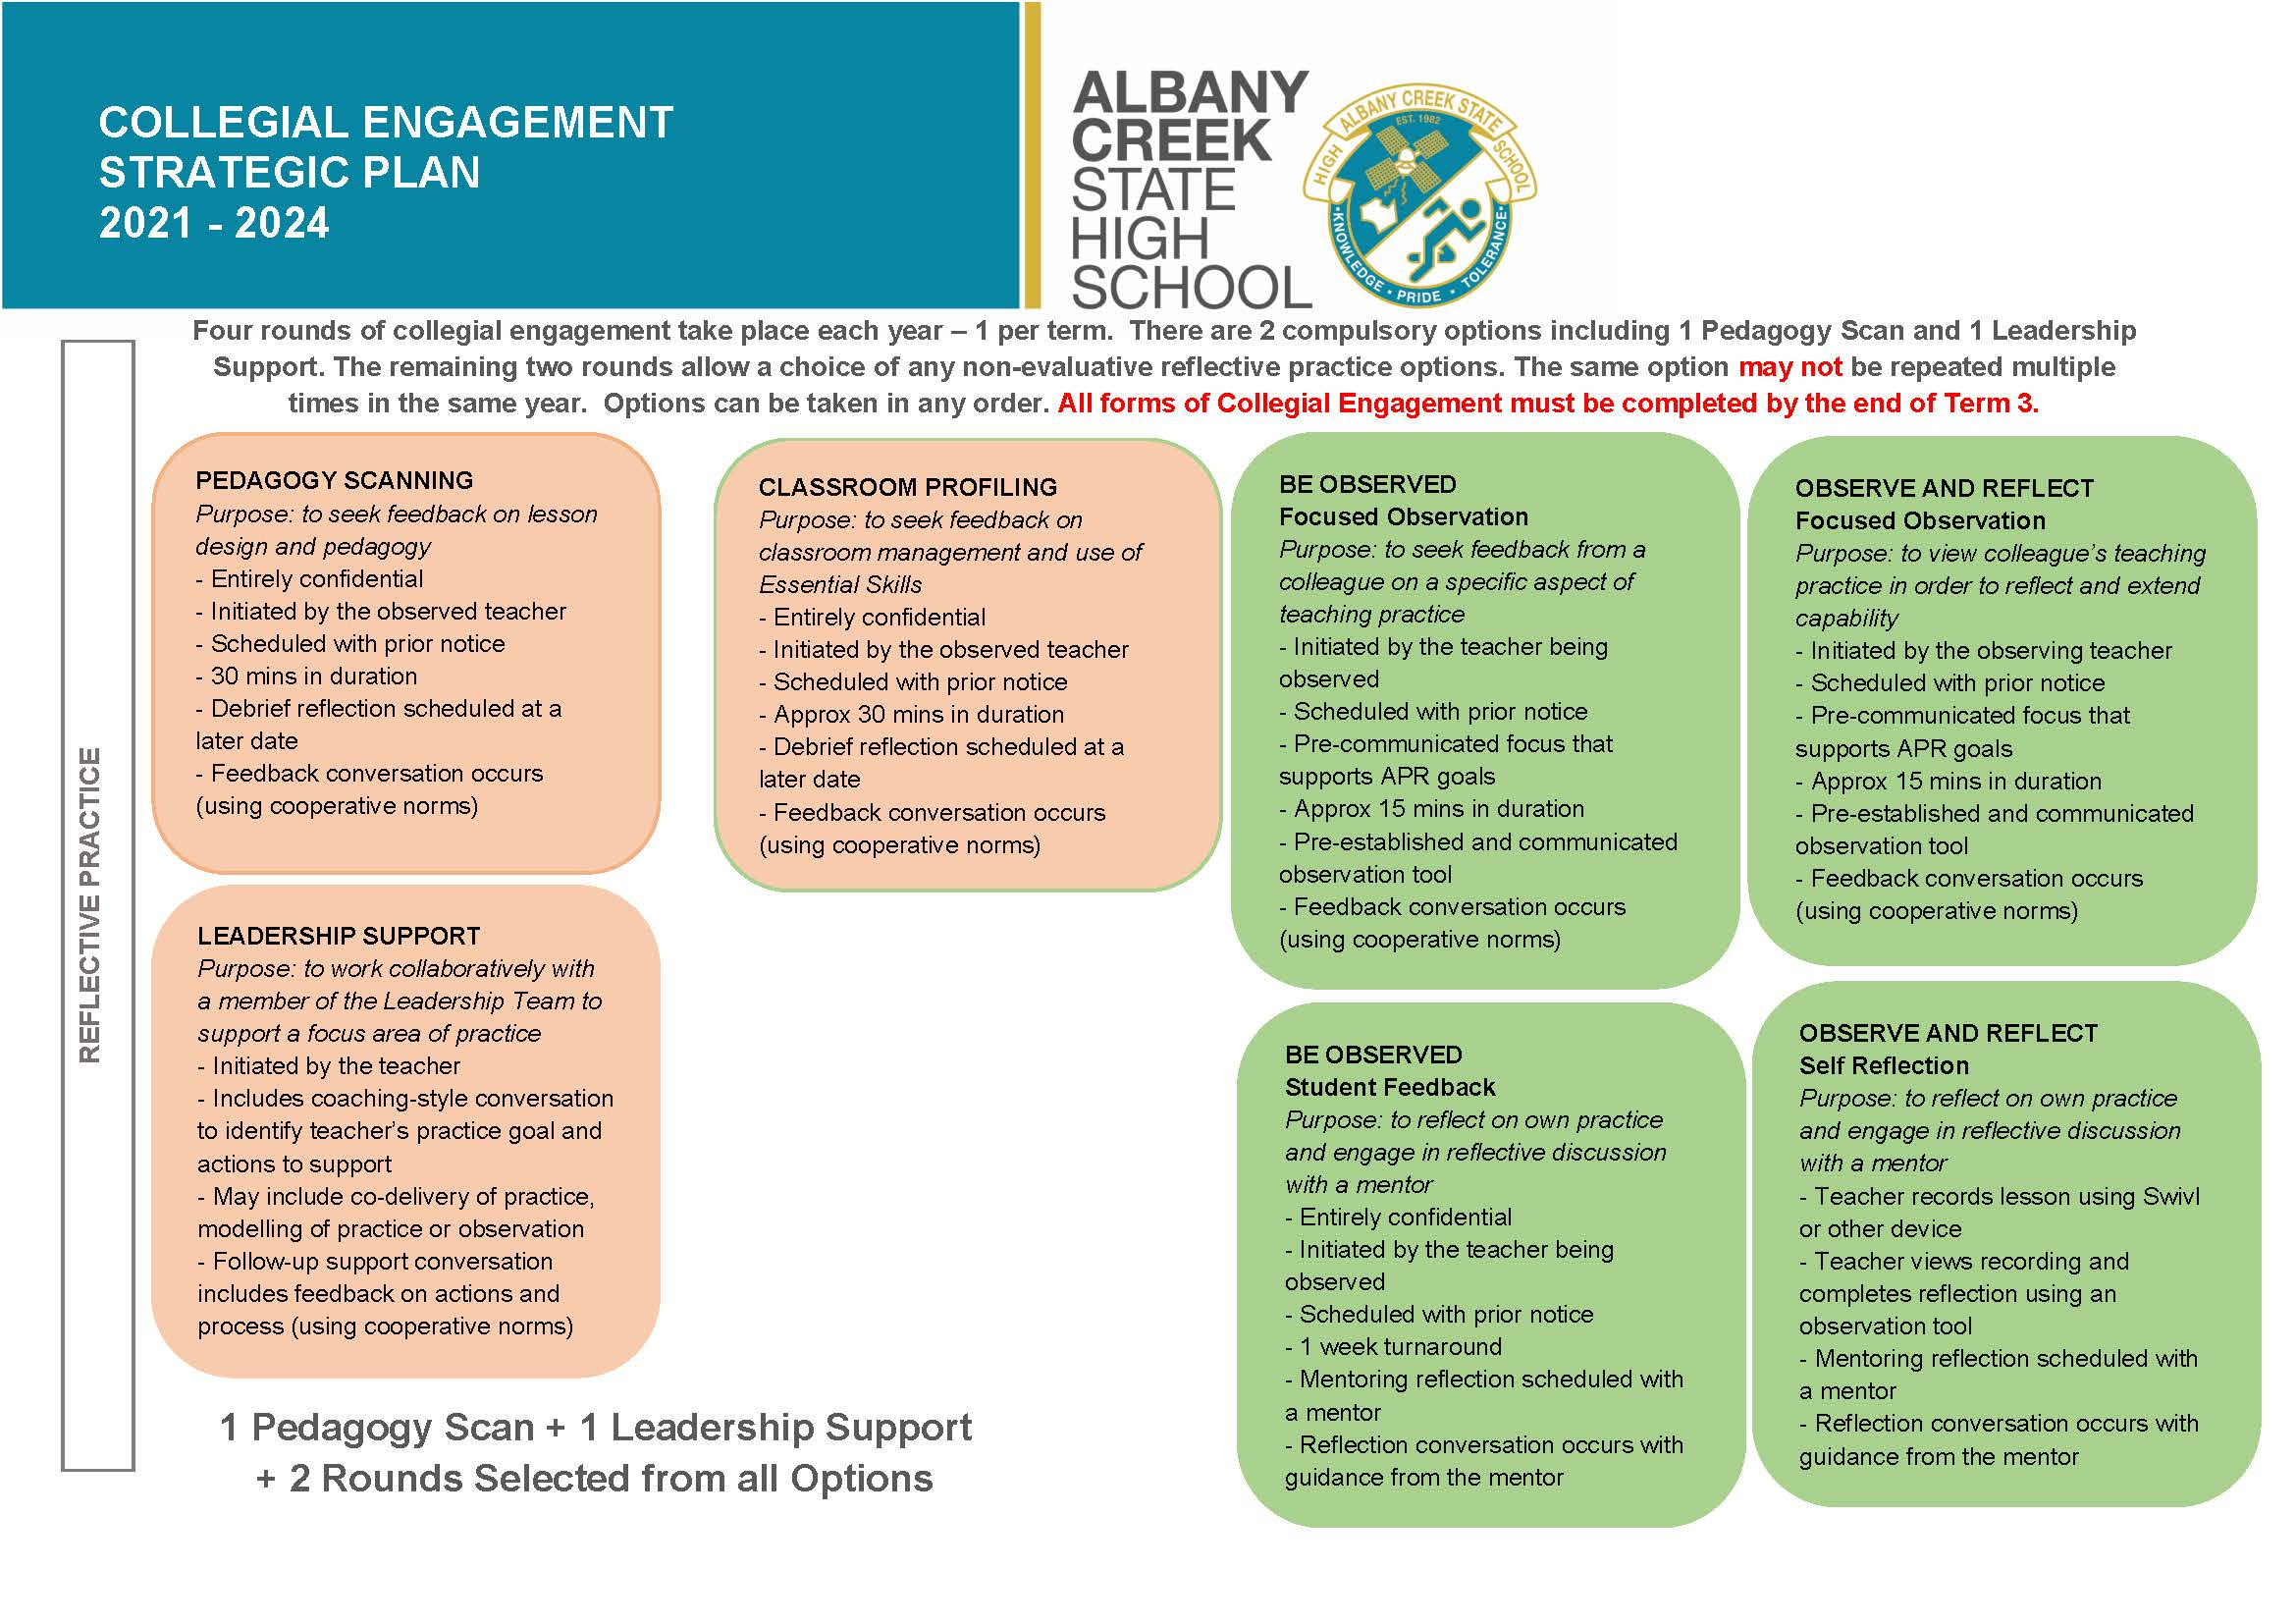 COLLEGIAL ENGAGEMENT
STRATEGIC PLAN
2021 - 2024
ALBANY
CREEK
STATE
HIGH
SCHOOL
HIGH ALBANY CREEK STATE SCHOOL
EST. 1982
•KNOWLEDGE • PRIDE • TOLERANCE•
Four rounds of collegial engagement take place each year – 1 per term.  There are 2 compulsory options including 1 Pedagogy Scan and 1 Leadership
Support. The remaining two rounds allow a choice of any non-evaluative reflective practice options. The same option may not be repeated multiple
times in the same year.  Options can be taken in any order. All forms of Collegial Engagement must be completed by the end of Term 3.
REFLECTIVE PRACTICE
PEDAGOGY SCANNING
Purpose: to seek feedback on lesson
design and pedagogy
- Entirely confidential
- Initiated by the observed teacher
- Scheduled with prior notice
- 30 mins in duration
- Debrief reflection scheduled at a
later date
- Feedback conversation occurs
(using cooperative norms)
LEADERSHIP SUPPORT
Purpose: to work collaboratively with
a member of the Leadership Team to
support a focus area of practice
- Initiated by the teacher
- Includes coaching-style conversation
to identify teacher’s practice goal and
actions to support
- May include co-delivery of practice,
modelling of practice or observation
- Follow-up support conversation
includes feedback on actions and
process (using cooperative norms)
1 Pedagogy Scan + 1 Leadership Support
+ 2 Rounds Selected from all Options
CLASSROOM PROFILING
Purpose: to seek feedback on
classroom management and use of
Essential Skills
- Entirely confidential
- Initiated by the observed teacher
- Scheduled with prior notice
- Approx 30 mins in duration
- Debrief reflection scheduled at a
later date
- Feedback conversation occurs
(using cooperative norms)
BE OBSERVED
Focused Observation
Purpose: to seek feedback from a
colleague on a specific aspect of
teaching practice
- Initiated by the teacher being
observed
- Scheduled with prior notice
- Pre-communicated focus that
supports APR goals
- Approx 15 mins in duration
- Pre-established and communicated
observation tool
- Feedback conversation occurs
(using cooperative norms)
BE OBSERVED
Student Feedback
Purpose: to reflect on own practice
and engage in reflective discussion
with a mentor
- Entirely confidential
- Initiated by the teacher being
observed
- Scheduled with prior notice
- 1 week turnaround
- Mentoring reflection scheduled with
a mentor
- Reflection conversation occurs with
guidance from the mentor
OBSERVE AND REFLECT
Focused Observation
Purpose: to view colleague’s teaching
practice in order to reflect and extend
capability
- Initiated by the observing teacher
- Scheduled with prior notice
- Pre-communicated focus that
supports APR goals
- Approx 15 mins in duration
- Pre-established and communicated
observation tool
- Feedback conversation occurs
(using cooperative norms)
OBSERVE AND REFLECT
Self Reflection
Purpose: to reflect on own practice
and engage in reflective discussion
with a mentor
- Teacher records lesson using Swivl
or other device
- Teacher views recording and
completes reflection using an
observation tool
- Mentoring reflection scheduled with
a mentor
- Reflection conversation occurs with
guidance from the mentor